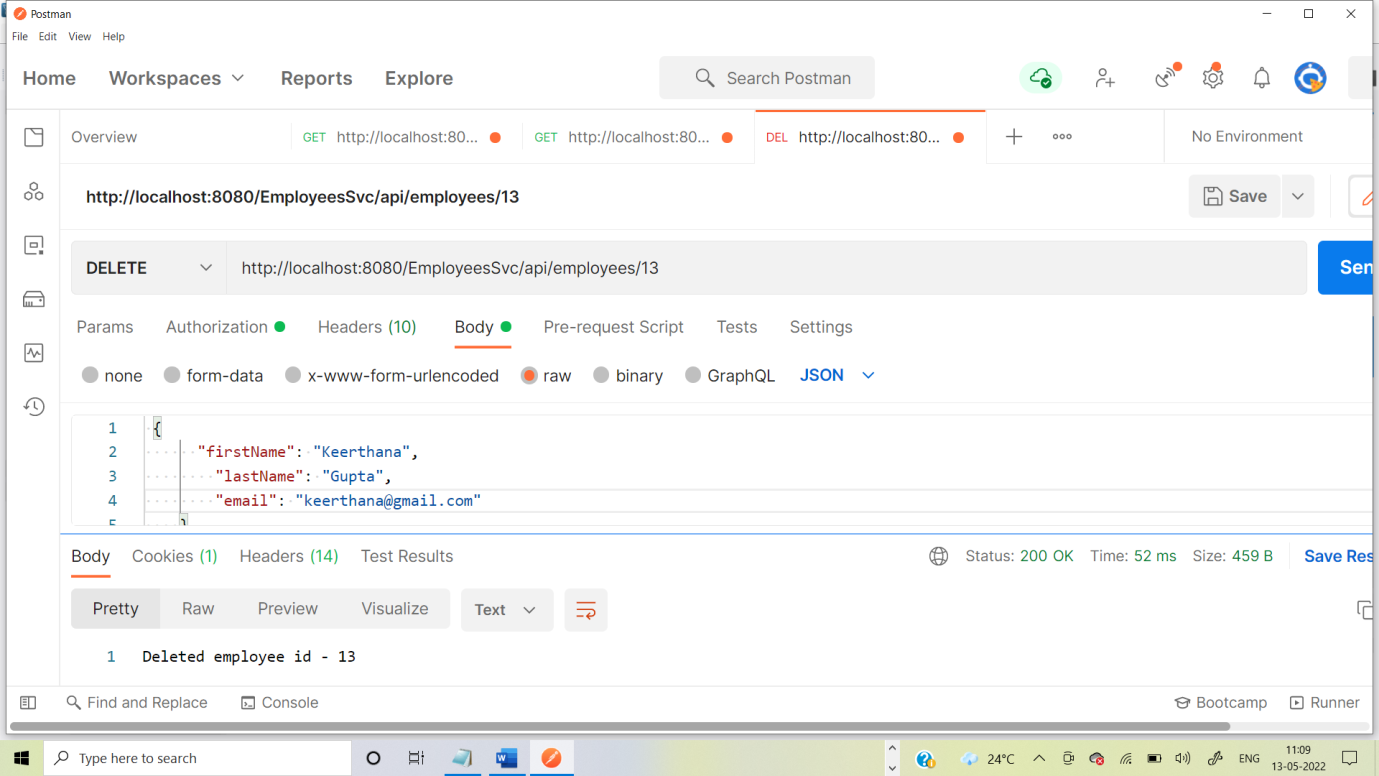 Postman
File Edit View Help
Home Workspaces Reports Explore Search Postman
Overview GET http://localhost:80... GET http://localhost:80... DEL http://localhost:80... No Environment
http://localhost:8080/EmployeesSvc/api/employees/13 Save
DELETE http://localhost:8080/EmployeesSvc/api/employees/13 Sen
Params Authorization Headers (10) Body Pre-request Script Tests Settings
none form-data x-www-form-urlencoded raw binary GraphQL JSON
1 {
2 "firstName": "Keerthana",
3 "lastName": "Gupta",
4 "email": "keerthana@gmail.com"
5 }
Body Cookies (1) Headers (14) Test Results Status: 200 OK Time: 52 ms Size: 459 B Save Res
Pretty Raw Preview Visualize Text
1 Deleted employee id - 13
Find and Replace Console Bootcamp Runner
Type here to search 24°C ENG 11:09
13-05-2022